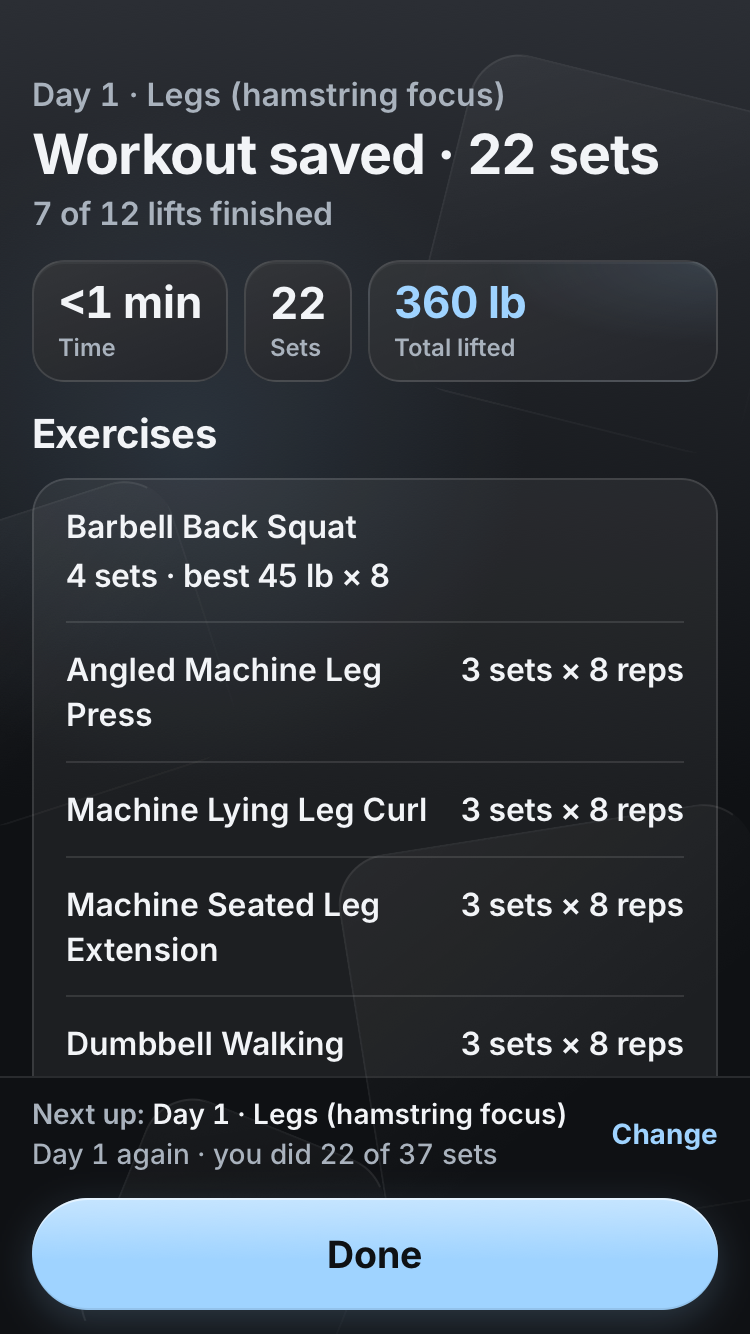 Day 1 · Legs (hamstring focus)
Workout saved · 22 sets
7 of 12 lifts finished
<1 min
Time
22
Sets
360 lb
Total lifted
Exercises
Barbell Back Squat
4 sets · best 45 lb × 8
Angled Machine Leg
Press
3 sets × 8 reps
Machine Lying Leg Curl
3 sets × 8 reps
Machine Seated Leg
Extension
3 sets × 8 reps
Dumbbell Walking
3 sets × 8 reps
Next up: Day 1 · Legs (hamstring focus)
Day 1 again · you did 22 of 37 sets
Change
Done